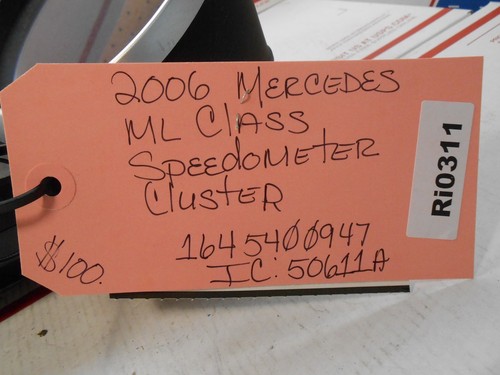 2006 MERCEDES
ML CLASS
SPEEDOMETER
CLUSTER
1645400947
IC: 50611A
$100.
Ri0311